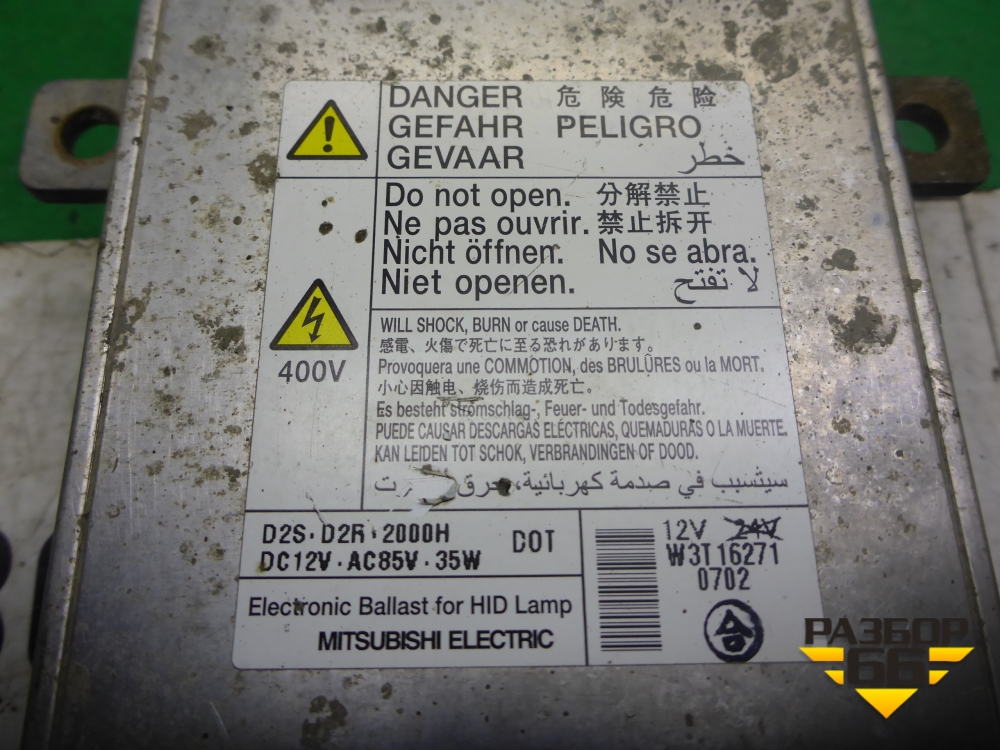 DANGER 危 険 危 险
GEFAHR PELIGRO
GEVAAR خطر
Do not open. 分解禁止
Ne pas ouvrir. 禁止拆开
Nicht öffnen. No se abra.
Niet openen. لا تفتح
400V
WILL SHOCK, BURN or cause DEATH.
感電、火傷で死亡に至る恐れがあります。
Provoquera une COMMOTION, des BRULÛRES ou la MORT.
小心因触电、烧伤而造成死亡。
Es besteht stromschlag-, Feuer- und Todesgefahr.
PUEDE CAUSAR DESCARGAS ELÉCTRICAS, QUEMADURAS O LA MUERTE.
KAN LEIDEN TOT SCHOK, VERBRANDINGEN OF DOOD.
سيتسبب في صدمة كهربائية،
D2S·D2R·2000H DOT
DC12V·AC85V·35W
Electronic Ballast for HID Lamp
MITSUBISHI ELECTRIC
12V 24V
W3T16271
0702
合
РАЗБОР
66